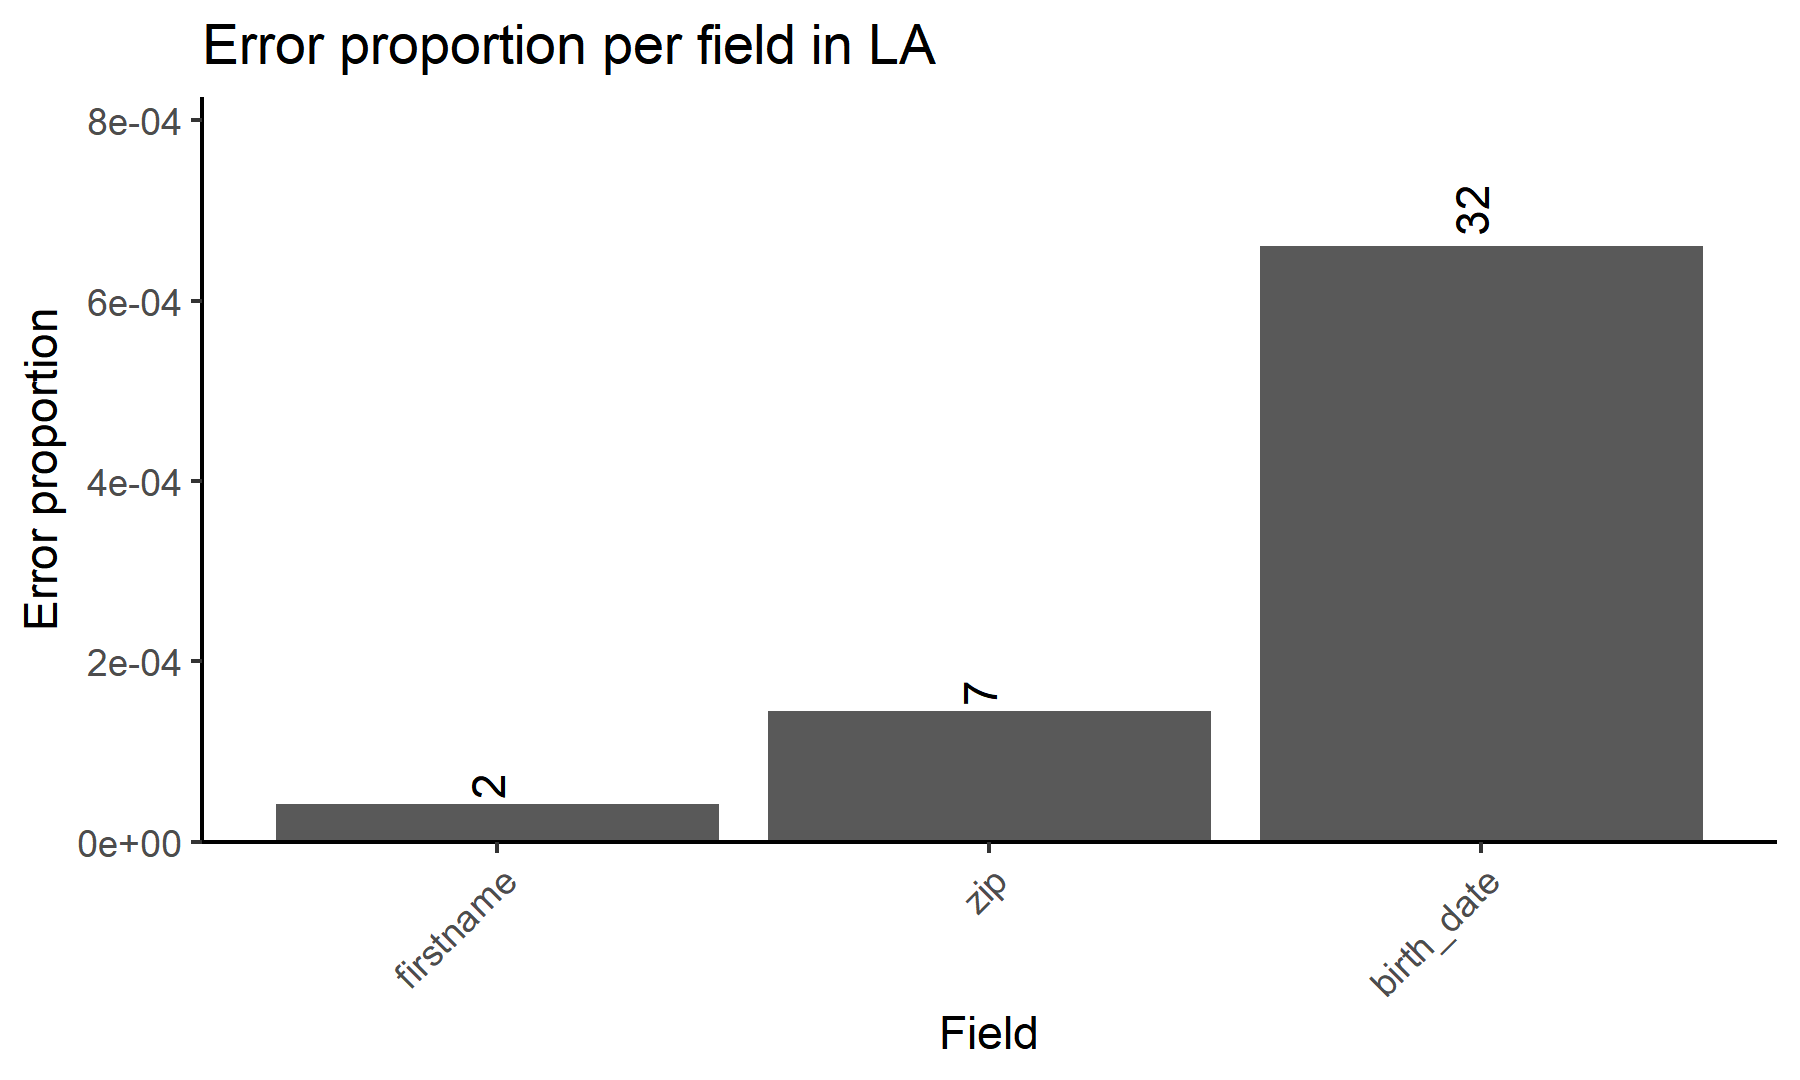 Error proportion per field in LA
Error proportion
8e-04
6e-04
4e-04
2e-04
0e+00
2
7
32
firstname
zip
birth_date
Field